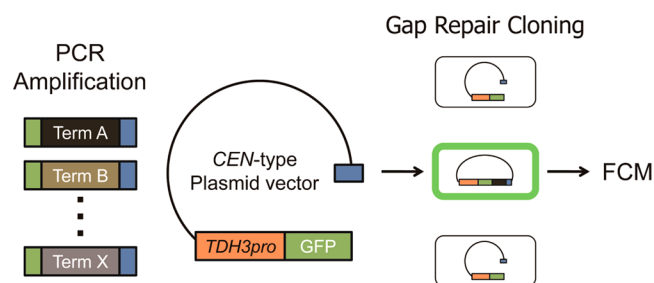 Gap Repair Cloning
PCR
Amplification
Term A
Term B
Term X
CEN-type
Plasmid vector
TDH3pro
GFP
FCM